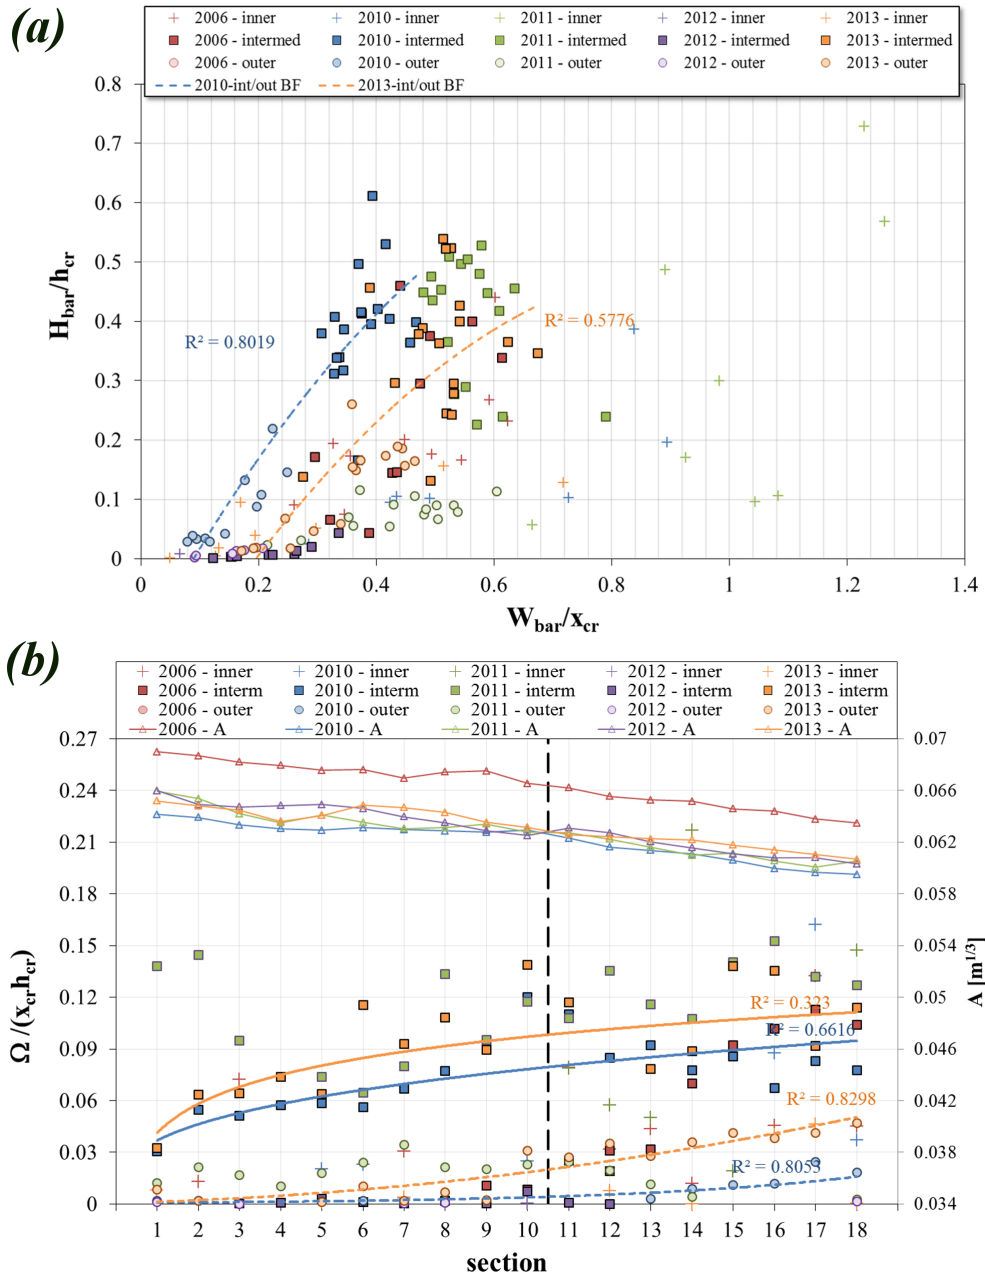 (a)
2006 - inner 2010 - inner 2011 - inner 2012 - inner 2013 - inner
2006 - intermed 2010 - intermed 2011 - intermed 2012 - intermed 2013 - intermed
2006 - outer 2010 - outer 2011 - outer 2012 - outer 2013 - outer
2010-int/out BF 2013-int/out BF
0.8
0.7
0.6
0.5
0.4
0.3
0.2
0.1
0
H_bar/h_cr
R² = 0.8019
R² = 0.5776
0 0.2 0.4 0.6 0.8 1 1.2 1.4
W_bar/x_cr
(b)
2006 - inner 2010 - inner 2011 - inner 2012 - inner 2013 - inner
2006 - interm 2010 - interm 2011 - interm 2012 - interm 2013 - interm
2006 - outer 2010 - outer 2011 - outer 2012 - outer 2013 - outer
2006 - A 2010 - A 2011 - A 2012 - A 2013 - A
0.27 0.07
0.24 0.066
0.21 0.062
0.18 0.058
0.15 0.054
0.12 0.05
0.09 0.046
0.06 0.042
0.03 0.038
0 0.034
Ω /(x_cr h_cr)
A [m^1/3]
R² = 0.323
R² = 0.6616
R² = 0.8298
R² = 0.8053
1 2 3 4 5 6 7 8 9 10 11 12 13 14 15 16 17 18
section